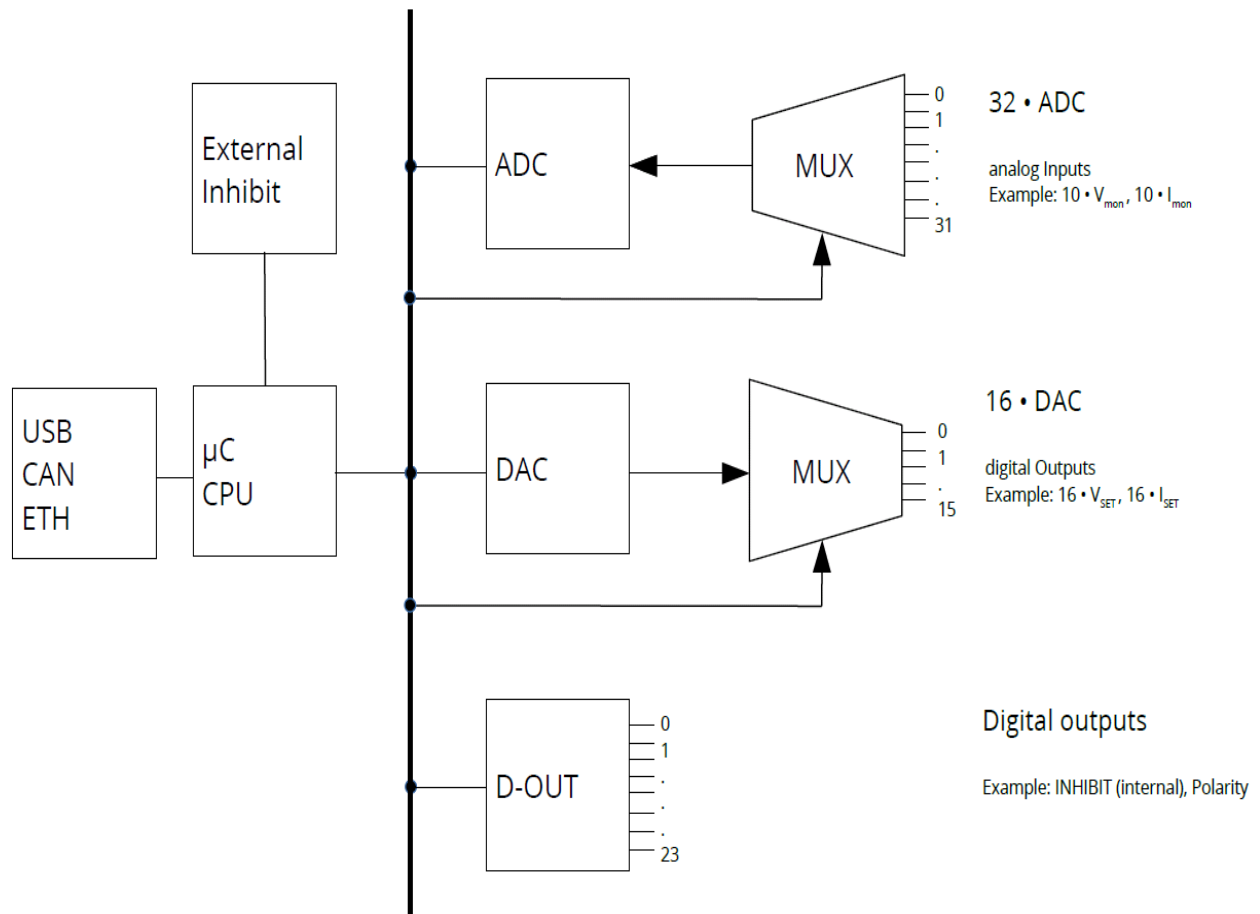 External
Inhibit
USB
CAN
ETH
µC
CPU
ADC
MUX
0
1
.
.
.
31
32 • ADC
analog Inputs
Example: 10 • Vmon, 10 • Imon
DAC
MUX
0
1
.
15
16 • DAC
digital Outputs
Example: 16 • VSET, 16 • ISET
D-OUT
0
1
.
.
.
23
Digital outputs
Example: INHIBIT (internal), Polarity